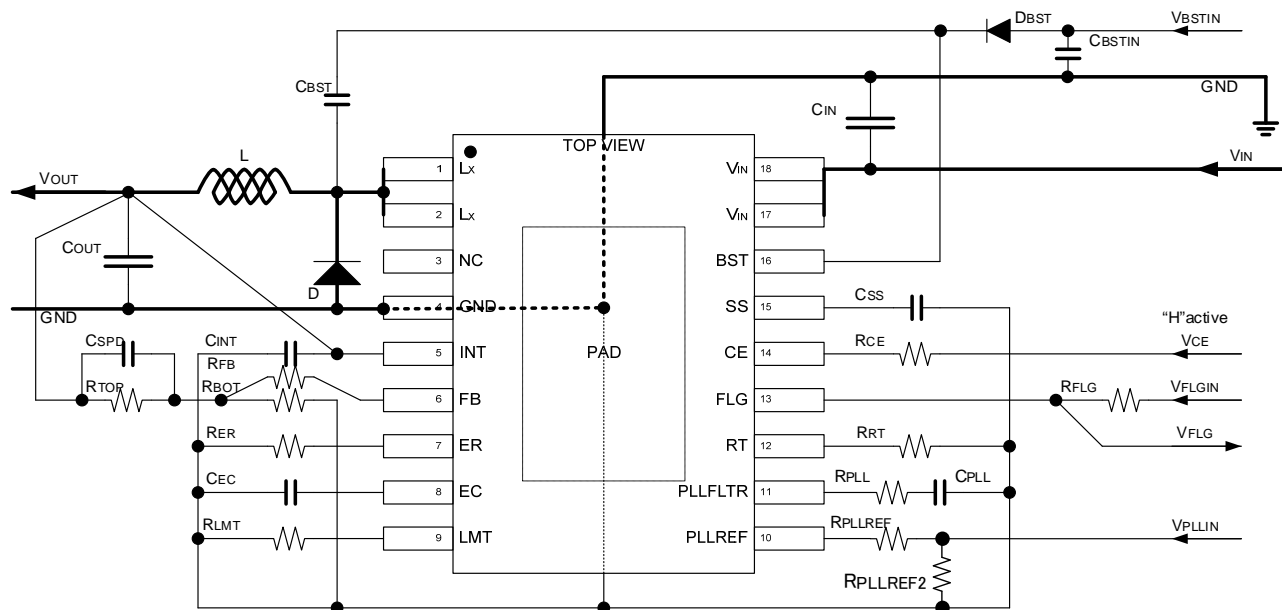 DBST
VBSTIN
CBSTIN
CBST
GND
CIN
TOP VIEW
L
1 LX
VIN 18
VIN
VOUT
2 LX
VIN 17
COUT
3 NC
BST 16
D
4 GND
SS 15
CSS
GND
"H"active
CSPD
CINT
5 INT
PAD
CE 14
RCE
VCE
RFB
RTOP
RBOT
6 FB
FLG 13
RFLG
VFLGIN
RER
7 ER
RT 12
RRT
VFLG
CEC
8 EC
PLLFLTR 11
RPLL
CPLL
RLMT
9 LMT
PLLREF 10
RPLLREF
VPLLIN
RPLLREF2